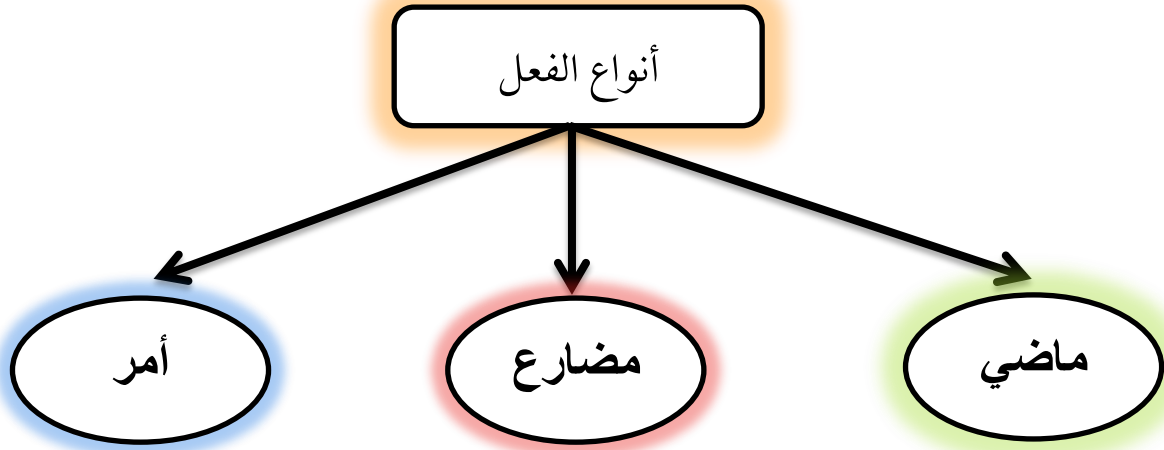 أنواع الفعل
ماضي
مضارع
أمر